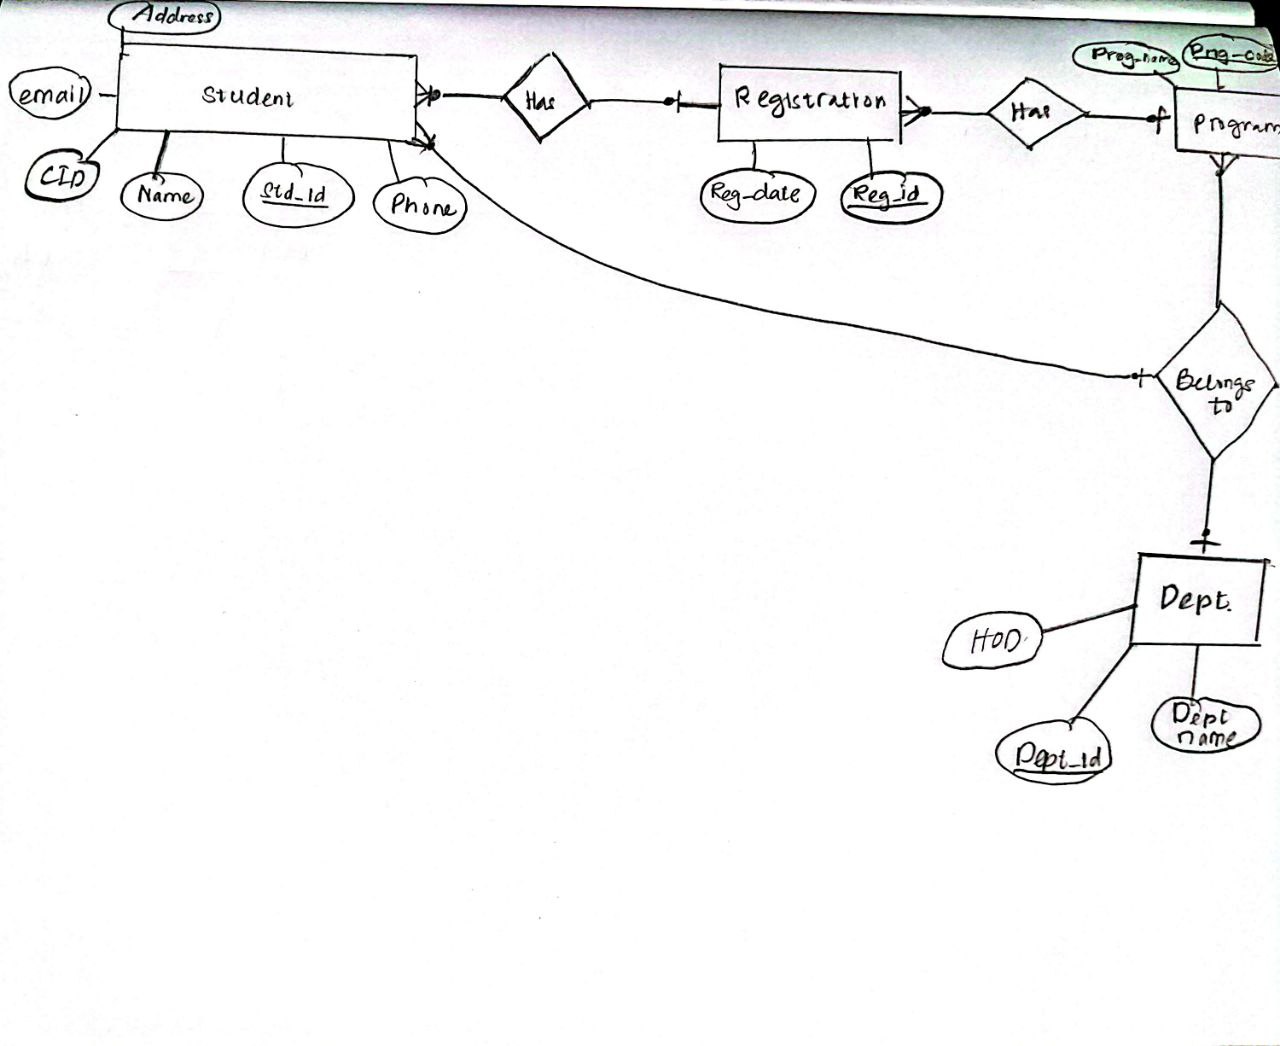 Address
Prog_name
Prog_code
email
Student
Has
Registration
Has
Program
CID
Name
Std_Id
Phone
Reg_date
Reg_id
Belongs
to
Dept.
HOD
Dept_id
Dept
name